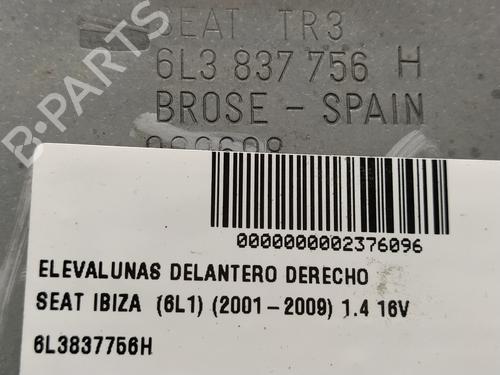 SEAT TR3
6L3 837 756 H
BROSE - SPAIN
B-PARTS
0000000002376096
ELEVALUNAS DELANTERO DERECHO
SEAT IBIZA (6L1) (2001-2009) 1.4 16V
6L3837756H